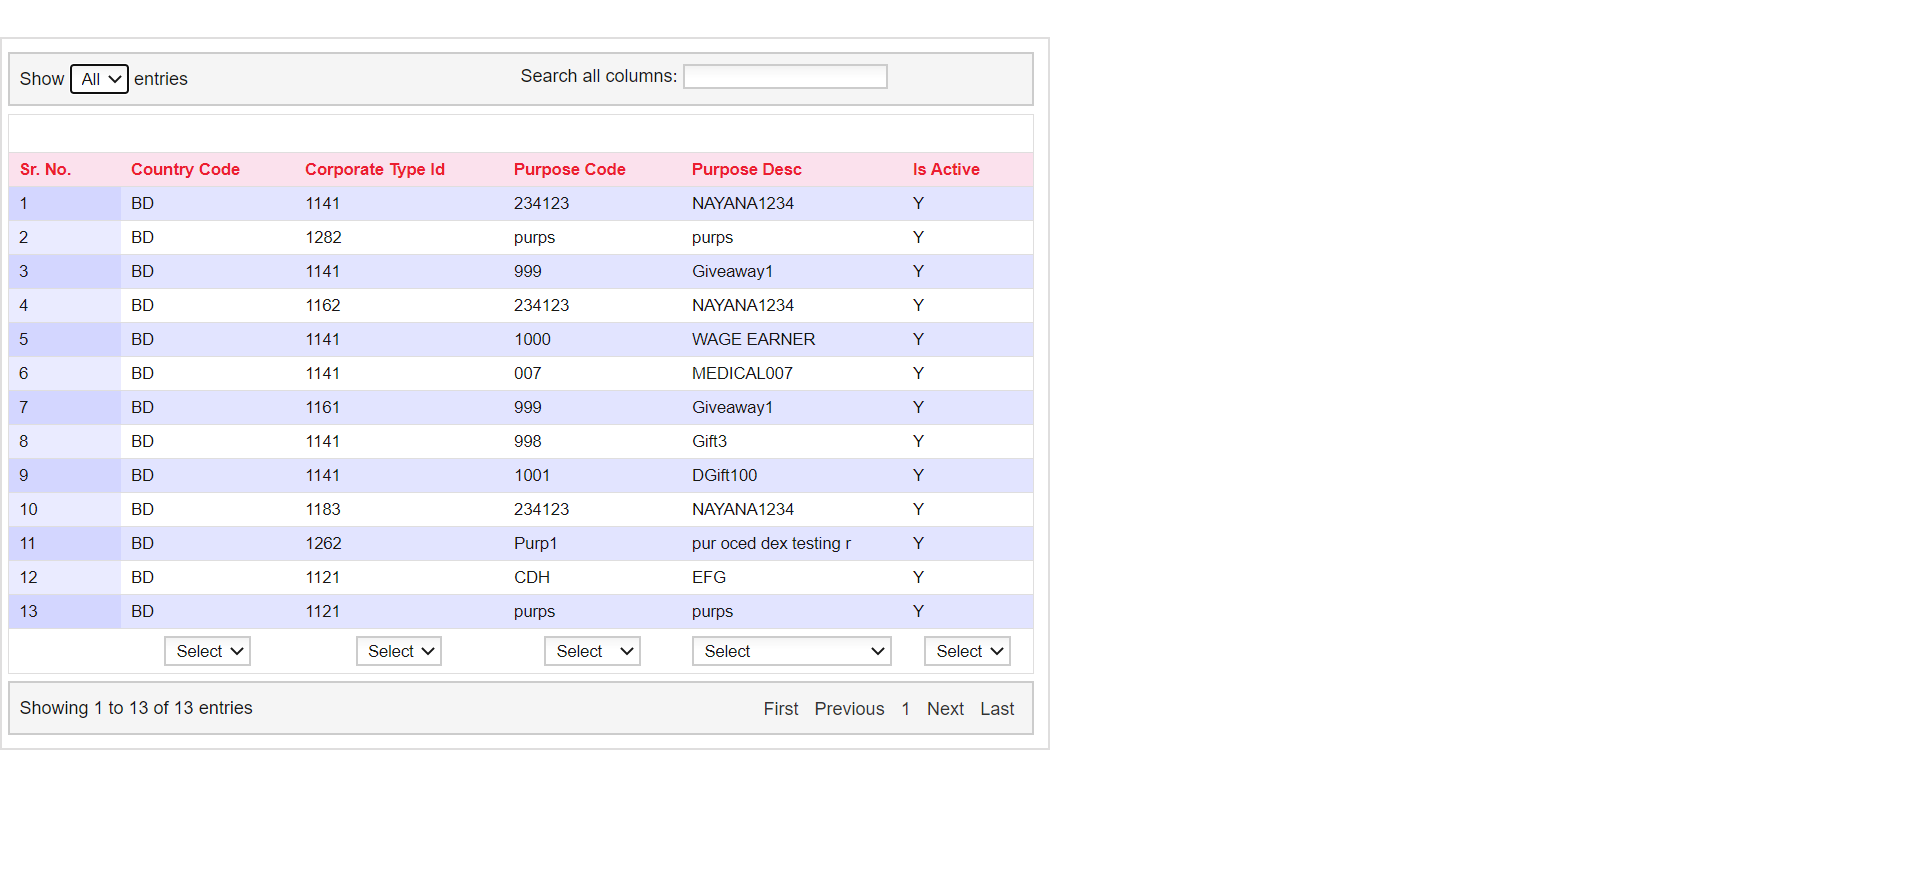 Show All entries Search all columns:
Sr. No. Country Code Corporate Type Id Purpose Code Purpose Desc Is Active
1 BD 1141 234123 NAYANA1234 Y
2 BD 1282 purps purps Y
3 BD 1141 999 Giveaway1 Y
4 BD 1162 234123 NAYANA1234 Y
5 BD 1141 1000 WAGE EARNER Y
6 BD 1141 007 MEDICAL007 Y
7 BD 1161 999 Giveaway1 Y
8 BD 1141 998 Gift3 Y
9 BD 1141 1001 DGift100 Y
10 BD 1183 234123 NAYANA1234 Y
11 BD 1262 Purp1 pur oced dex testing r Y
12 BD 1121 CDH EFG Y
13 BD 1121 purps purps Y
Select Select Select Select Select
Showing 1 to 13 of 13 entries First Previous 1 Next Last